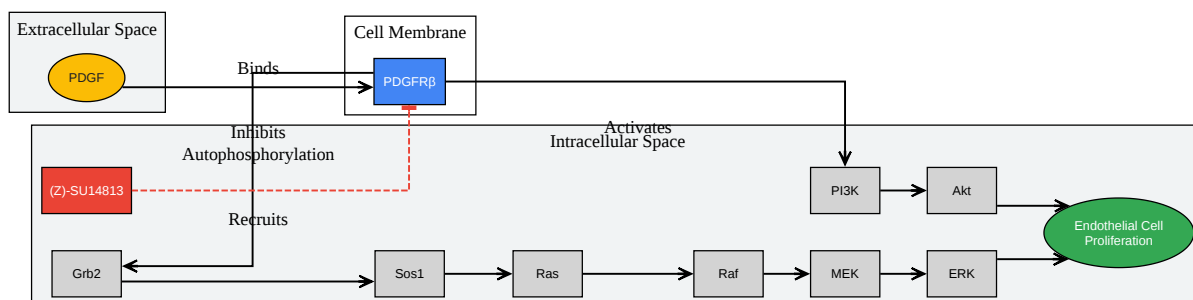 Extracellular Space
Cell Membrane
PDGF
Binds
PDGFRβ
Activates
Inhibits
Autophosphorylation
Intracellular Space
(Z)-SU14813
PI3K
Akt
Recruits
Endothelial Cell
Proliferation
Grb2
Sos1
Ras
Raf
MEK
ERK